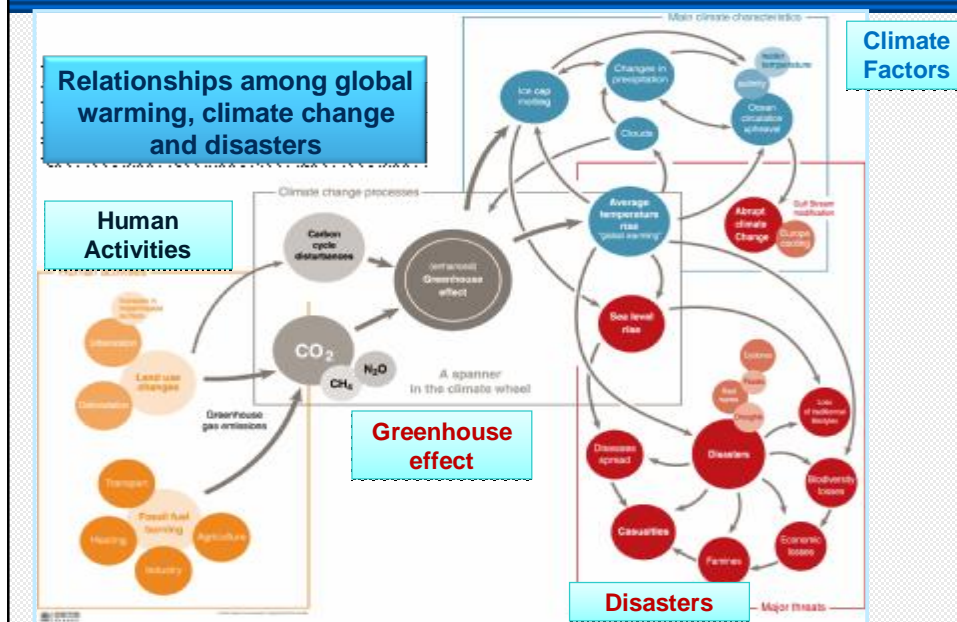 Main climate characteristics
Climate
Factors
Relationships among global
warming, climate change
and disasters
Ice cap
melting
Changes in
precipitation
water
temperature
salinity
Ocean
circulation
upheaval
Clouds
Climate change processes
Human
Activities
Carbon
cycle
disturbances
(enhanced)
Greenhouse
effect
Average
temperature
rise
"global warming"
Abrupt
climate
Change
Gulf Stream
modification
Europe
cooling
Urbanization
Land use
changes
Deforestation
CO2
CH4
N2O
Sea level
rise
A spanner
in the climate wheel
Greenhouse
gas emissions
Greenhouse
effect
Cyclones
Floods
Droughts
Disasters
Loss
of traditional
lifestyles
Diseases
spread
Biodiversity
losses
Casualties
Economic
losses
Famines
Transport
Fossil fuel
burning
Heating
Agriculture
Industry
Disasters
Major threats